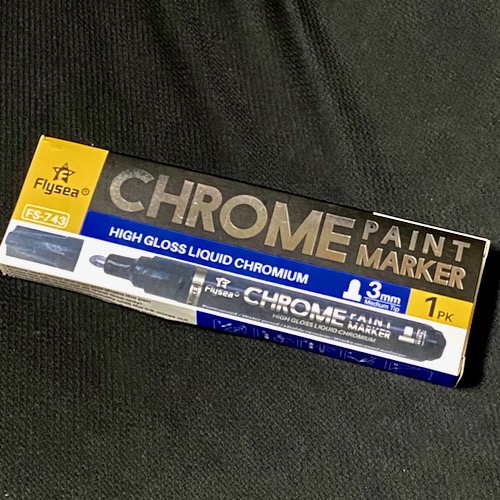 Flysea®
FS-743
CHROME PAINT MARKER
HIGH GLOSS LIQUID CHROMIUM
3mm
Medium Tip
1PK
Flysea®
CHROME PAINT MARKER
HIGH GLOSS LIQUID CHROMIUM